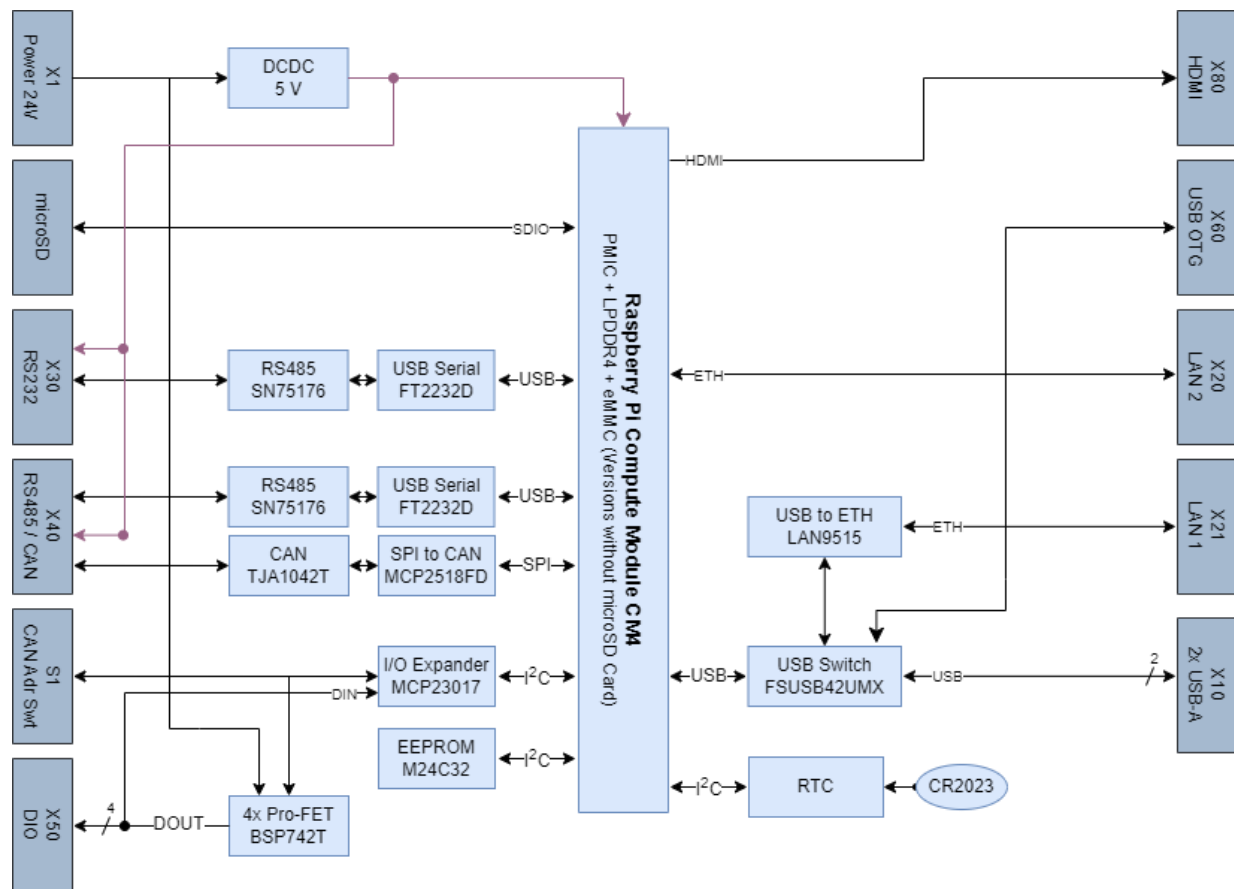 X1
Power 24V
DCDC
5 V
X80
HDMI
HDMI
microSD
SDIO
X60
USB OTG
Raspberry Pi Compute Module CM4
PMIC + LPDDR4 + eMMC (Versions without microSD Card)
X30
RS232
RS485
SN75176
USB Serial
FT2232D
USB
ETH
X20
LAN 2
X40
RS485 / CAN
RS485
SN75176
USB Serial
FT2232D
USB
CAN
TJA1042T
SPI to CAN
MCP2518FD
SPI
USB to ETH
LAN9515
ETH
X21
LAN 1
S1
CAN Adr Swt
I/O Expander
MCP23017
I²C
DIN
USB
USB Switch
FSUSB42UMX
USB
2
X10
2x USB-A
EEPROM
M24C32
I²C
I²C
RTC
CR2023
X50
DIO
4
DOUT
4x Pro-FET
BSP742T